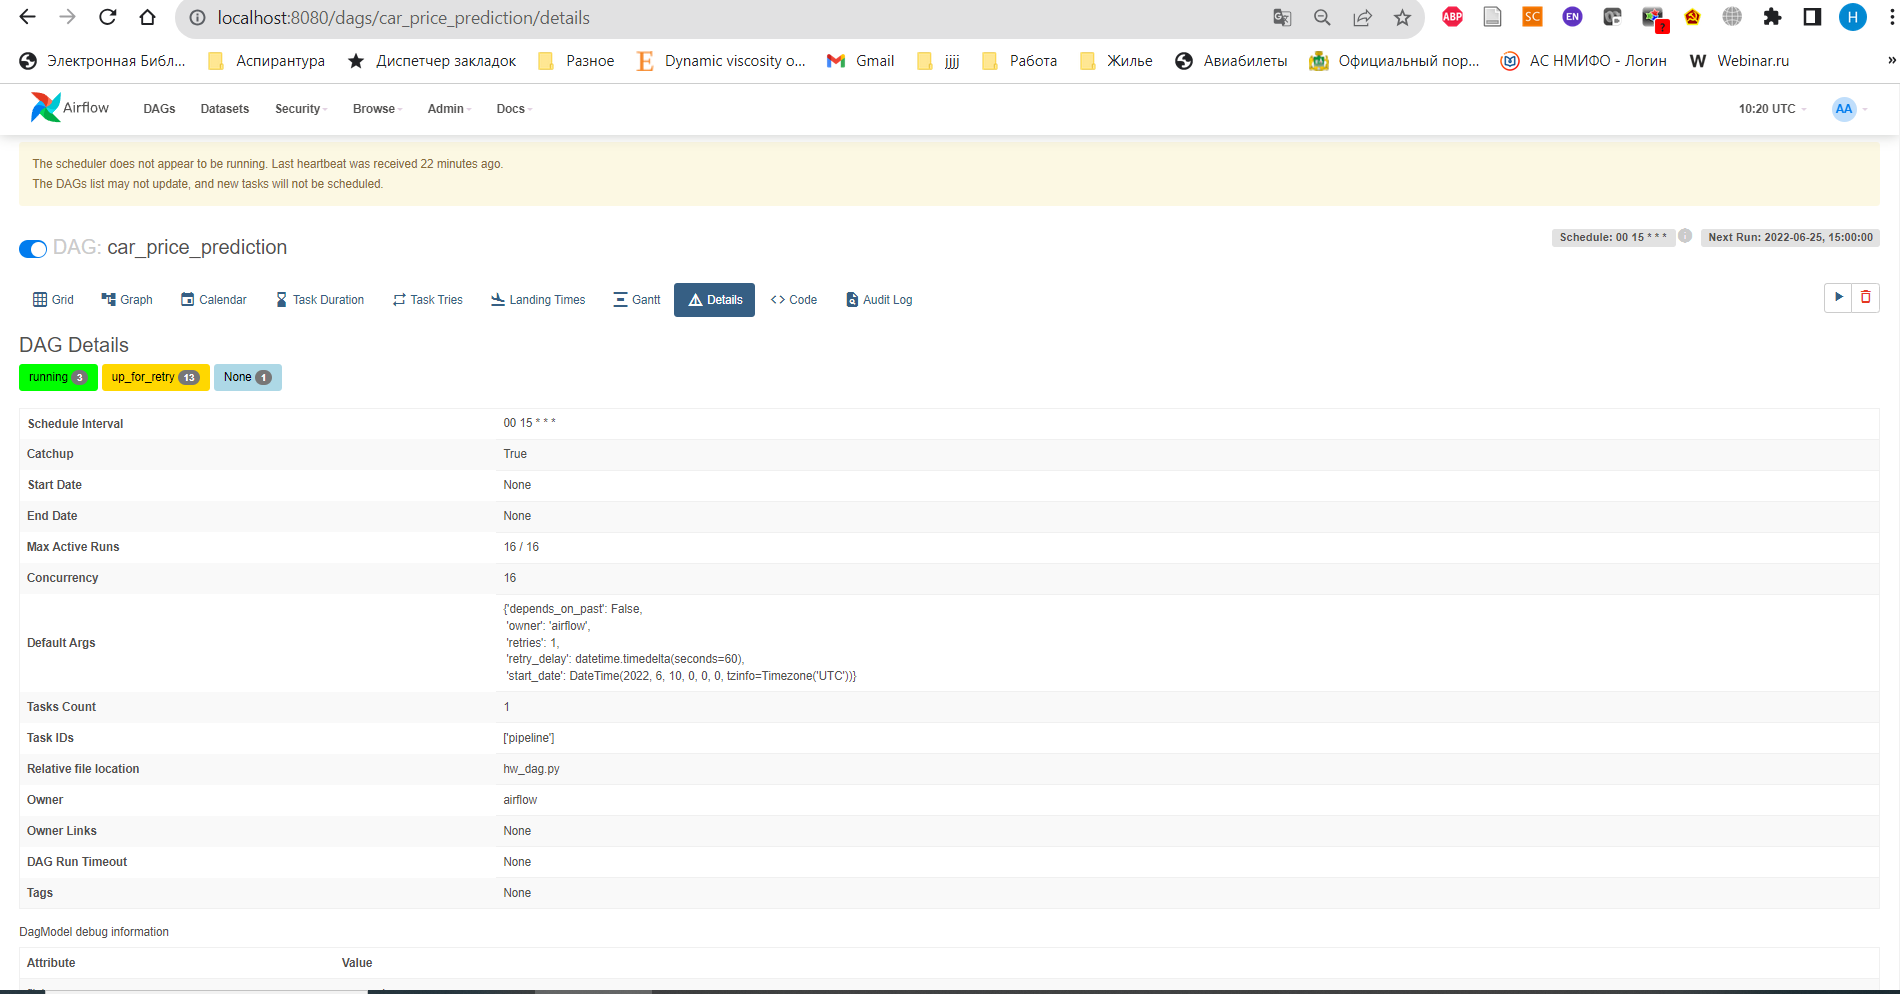 localhost:8080/dags/car_price_prediction/details
ABP
SC
EN
?
H
Электронная Библ...
Аспирантура
Диспетчер закладок
Разное
Dynamic viscosity o...
Gmail
jjjj
Работа
Жилье
Авиабилеты
Официальный пор...
АС НМИФО - Логин
Webinar.ru
»
Airflow
DAGs
Datasets
Security
Browse
Admin
Docs
10:20 UTC
AA
The scheduler does not appear to be running. Last heartbeat was received 22 minutes ago.
The DAGs list may not update, and new tasks will not be scheduled.
DAG: car_price_prediction
Schedule: 00 15 * * *
Next Run: 2022-06-25, 15:00:00
Grid
Graph
Calendar
Task Duration
Task Tries
Landing Times
Gantt
Details
<> Code
Audit Log
DAG Details
running 3
up_for_retry 13
None 1
Schedule Interval 00 15 * * *
Catchup True
Start Date None
End Date None
Max Active Runs 16 / 16
Concurrency 16
Default Args
{'depends_on_past': False,
'owner': 'airflow',
'retries': 1,
'retry_delay': datetime.timedelta(seconds=60),
'start_date': DateTime(2022, 6, 10, 0, 0, 0, tzinfo=Timezone('UTC'))}
Tasks Count 1
Task IDs ['pipeline']
Relative file location hw_dag.py
Owner airflow
Owner Links None
DAG Run Timeout None
Tags None
DagModel debug information
Attribute Value